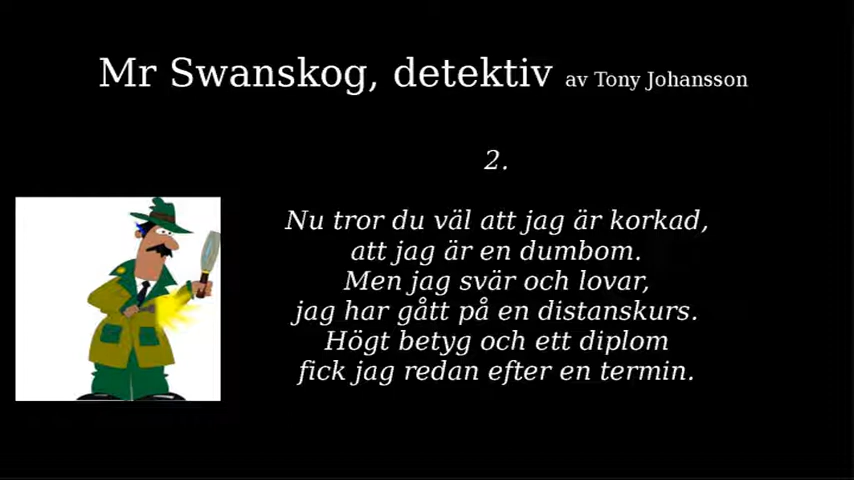 Mr Swanskog, detektiv av Tony Johansson
2.
Nu tror du väl att jag är korkad,
att jag är en dumbom.
Men jag svär och lovar,
jag har gått på en distanskurs.
Högt betyg och ett diplom
fick jag redan efter en termin.